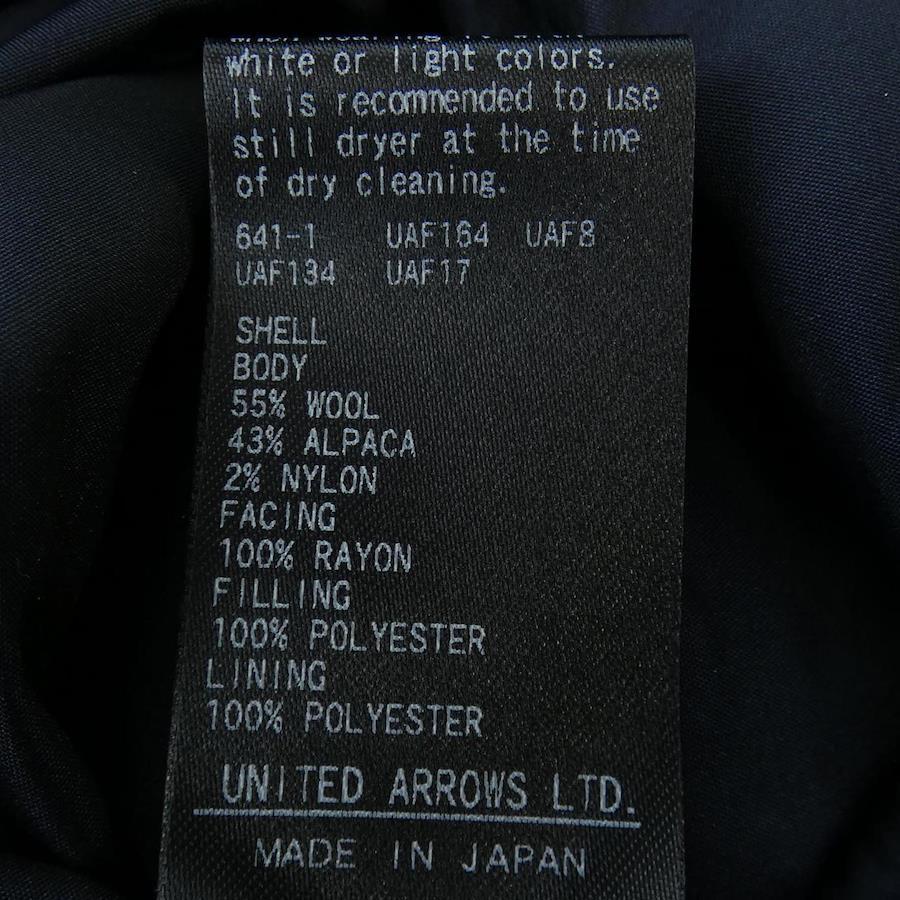 white or light colors.
It is recommended to use
still dryer at the time
of dry cleaning.
641-1 UAF164 UAF8
UAF134 UAF17
SHELL
BODY
55% WOOL
43% ALPACA
2% NYLON
FACING
100% RAYON
FILLING
100% POLYESTER
LINING
100% POLYESTER
UNITED ARROWS LTD.
MADE IN JAPAN